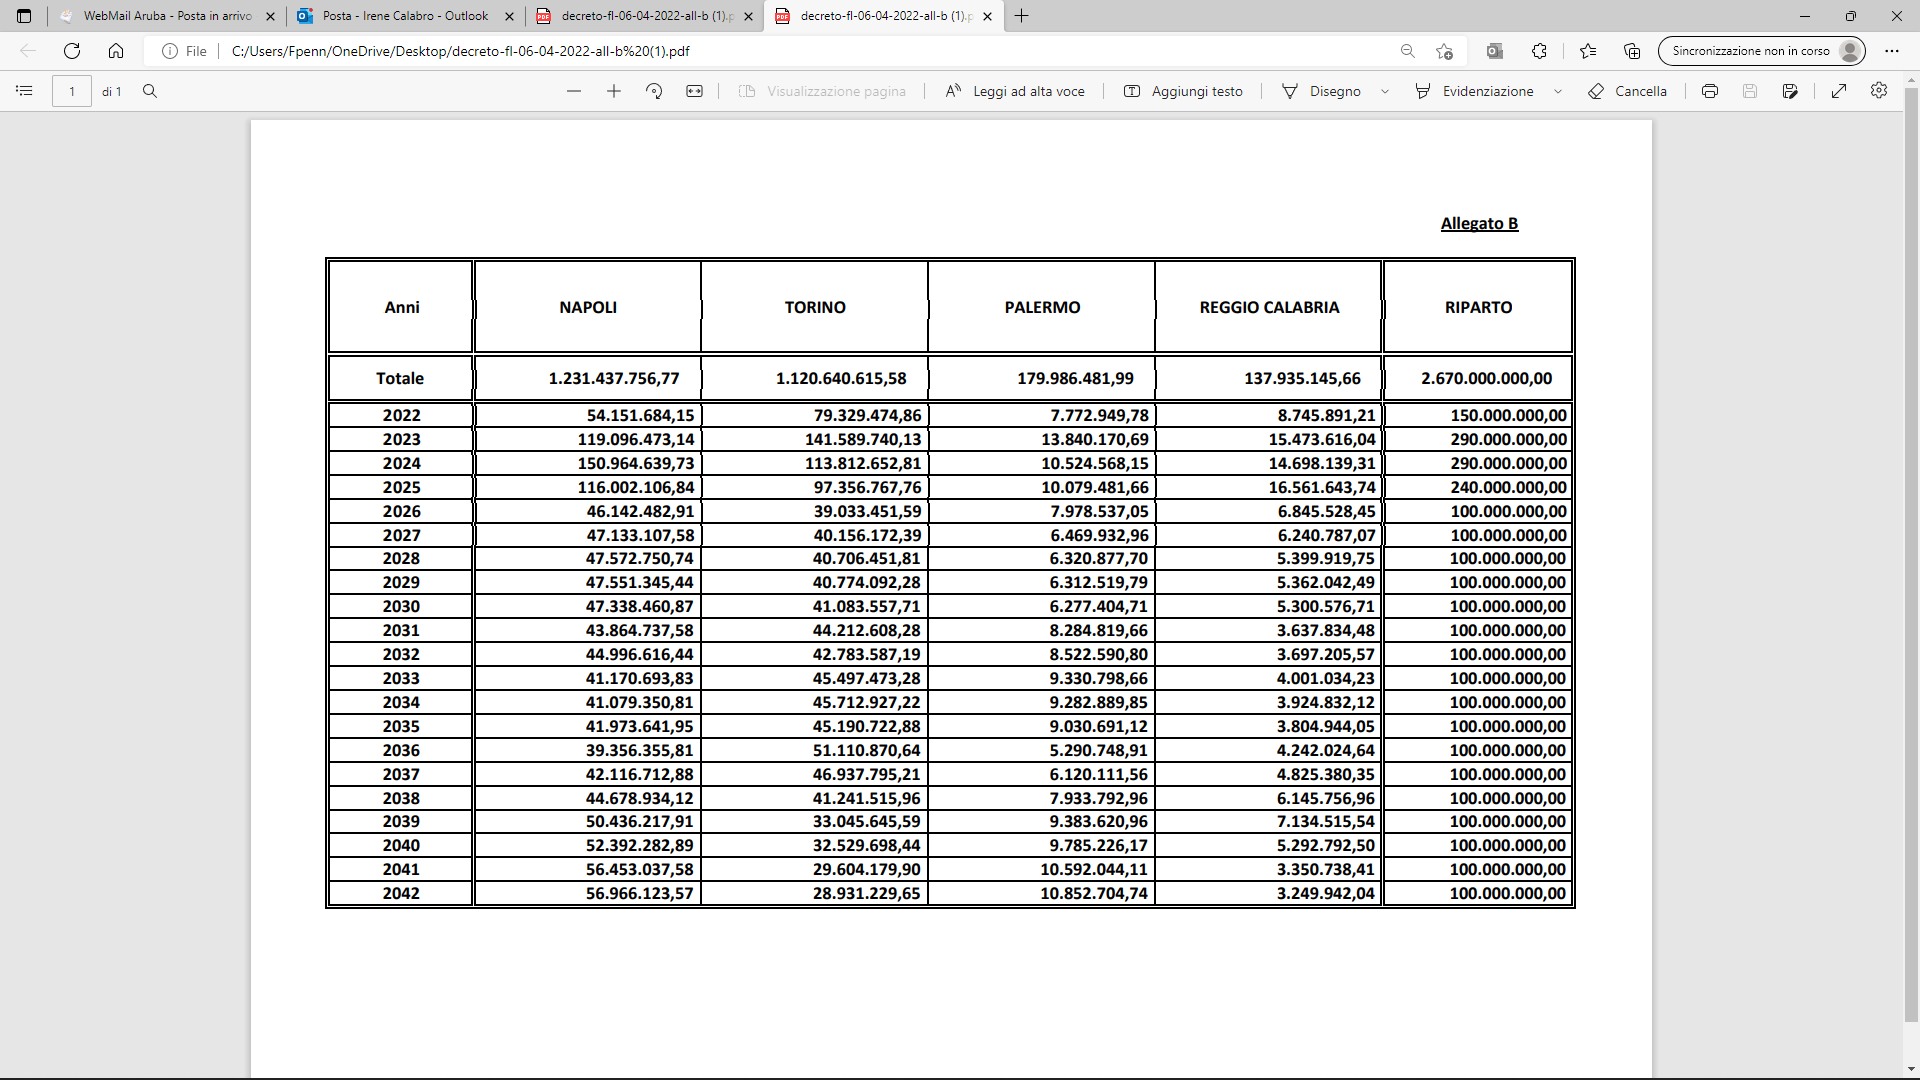 WebMail Aruba - Posta in arrivo
Posta - Irene Calabro - Outlook
decreto-fl-06-04-2022-all-b (1).p
decreto-fl-06-04-2022-all-b (1).p
File
C:/Users/Fpenn/OneDrive/Desktop/decreto-fl-06-04-2022-all-b%20(1).pdf
Sincronizzazione non in corso
1 di 1
Visualizzazione pagina
Leggi ad alta voce
Aggiungi testo
Disegno
Evidenziazione
Cancella
Allegato B
Anni NAPOLI TORINO PALERMO REGGIO CALABRIA RIPARTO
Totale 1.231.437.756,77 1.120.640.615,58 179.986.481,99 137.935.145,66 2.670.000.000,00
2022 54.151.684,15 79.329.474,86 7.772.949,78 8.745.891,21 150.000.000,00
2023 119.096.473,14 141.589.740,13 13.840.170,69 15.473.616,04 290.000.000,00
2024 150.964.639,73 113.812.652,81 10.524.568,15 14.698.139,31 290.000.000,00
2025 116.002.106,84 97.356.767,76 10.079.481,66 16.561.643,74 240.000.000,00
2026 46.142.482,91 39.033.451,59 7.978.537,05 6.845.528,45 100.000.000,00
2027 47.133.107,58 40.156.172,39 6.469.932,96 6.240.787,07 100.000.000,00
2028 47.572.750,74 40.706.451,81 6.320.877,70 5.399.919,75 100.000.000,00
2029 47.551.345,44 40.774.092,28 6.312.519,79 5.362.042,49 100.000.000,00
2030 47.338.460,87 41.083.557,71 6.277.404,71 5.300.576,71 100.000.000,00
2031 43.864.737,58 44.212.608,28 8.284.819,66 3.637.834,48 100.000.000,00
2032 44.996.616,44 42.783.587,19 8.522.590,80 3.697.205,57 100.000.000,00
2033 41.170.693,83 45.497.473,28 9.330.798,66 4.001.034,23 100.000.000,00
2034 41.079.350,81 45.712.927,22 9.282.889,85 3.924.832,12 100.000.000,00
2035 41.973.641,95 45.190.722,88 9.030.691,12 3.804.944,05 100.000.000,00
2036 39.356.355,81 51.110.870,64 5.290.748,91 4.242.024,64 100.000.000,00
2037 42.116.712,88 46.937.795,21 6.120.111,56 4.825.380,35 100.000.000,00
2038 44.678.934,12 41.241.515,96 7.933.792,96 6.145.756,96 100.000.000,00
2039 50.436.217,91 33.045.645,59 9.383.620,96 7.134.515,54 100.000.000,00
2040 52.392.282,89 32.529.698,44 9.785.226,17 5.292.792,50 100.000.000,00
2041 56.453.037,58 29.604.179,90 10.592.044,11 3.350.738,41 100.000.000,00
2042 56.966.123,57 28.931.229,65 10.852.704,74 3.249.942,04 100.000.000,00